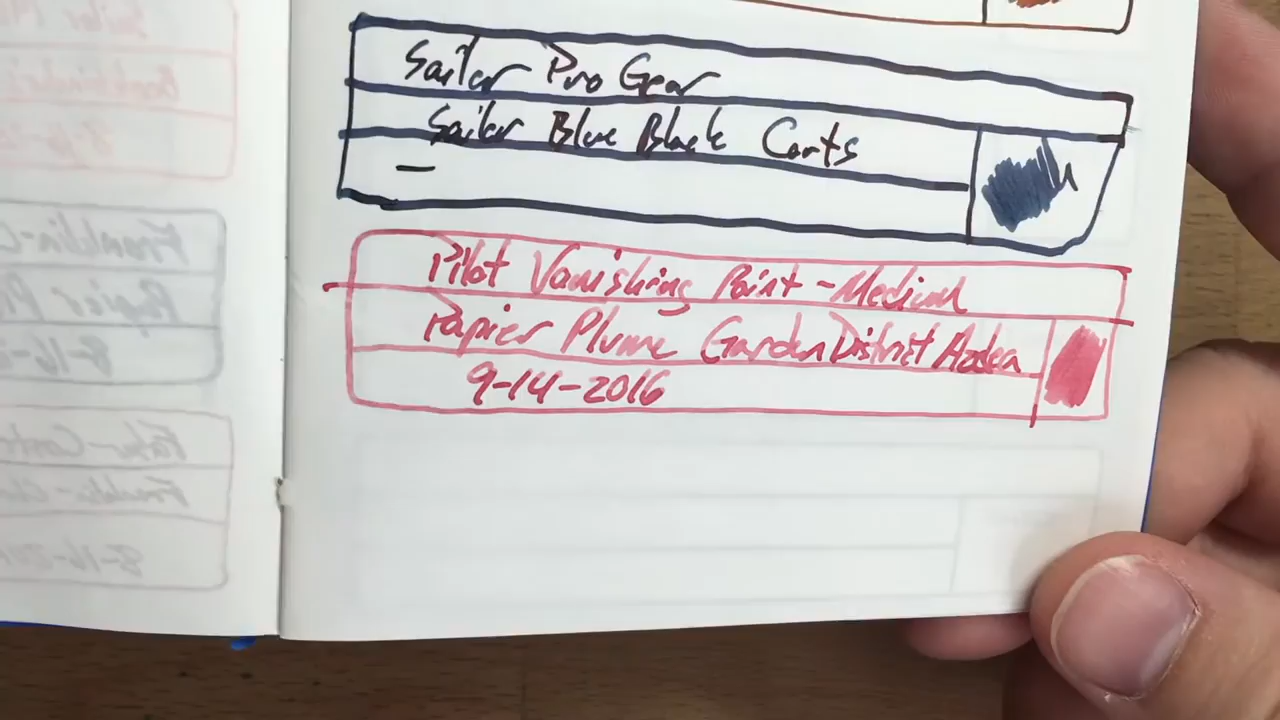 Sailor Pro Gear
Sailor Blue Black Carts
—
Pilot Vanishing Point - Medium
Papier Plume Garden District Azalea
9-14-2016